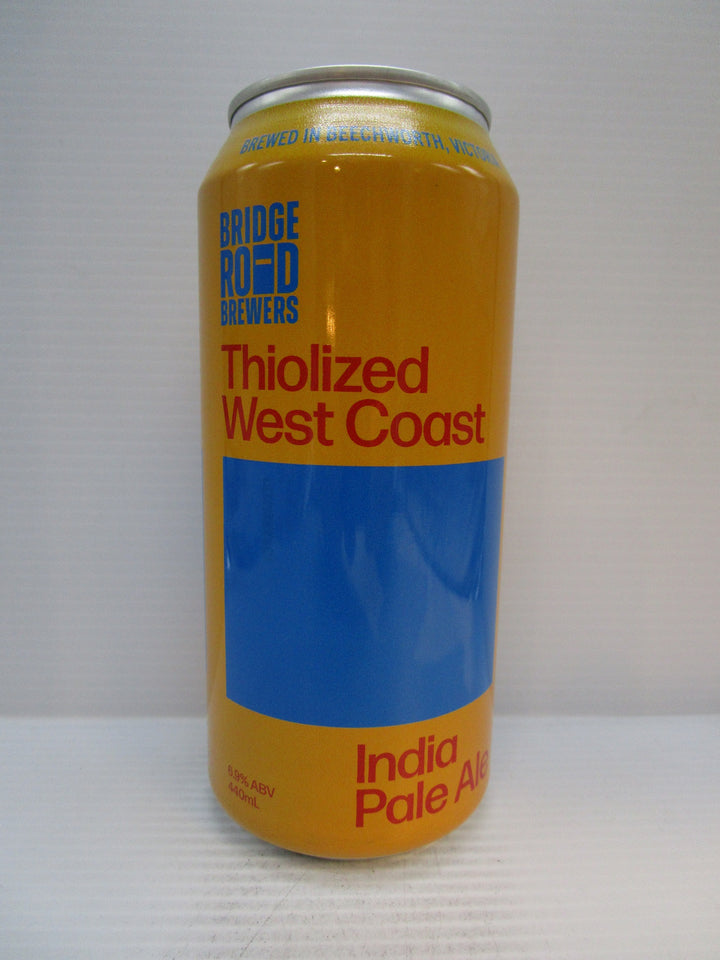 BREWED IN BEECHWORTH, VICTORIA
BRIDGE
ROAD
BREWERS
Thiolized
West Coast
India
Pale Ale
6.9% ABV
440mL